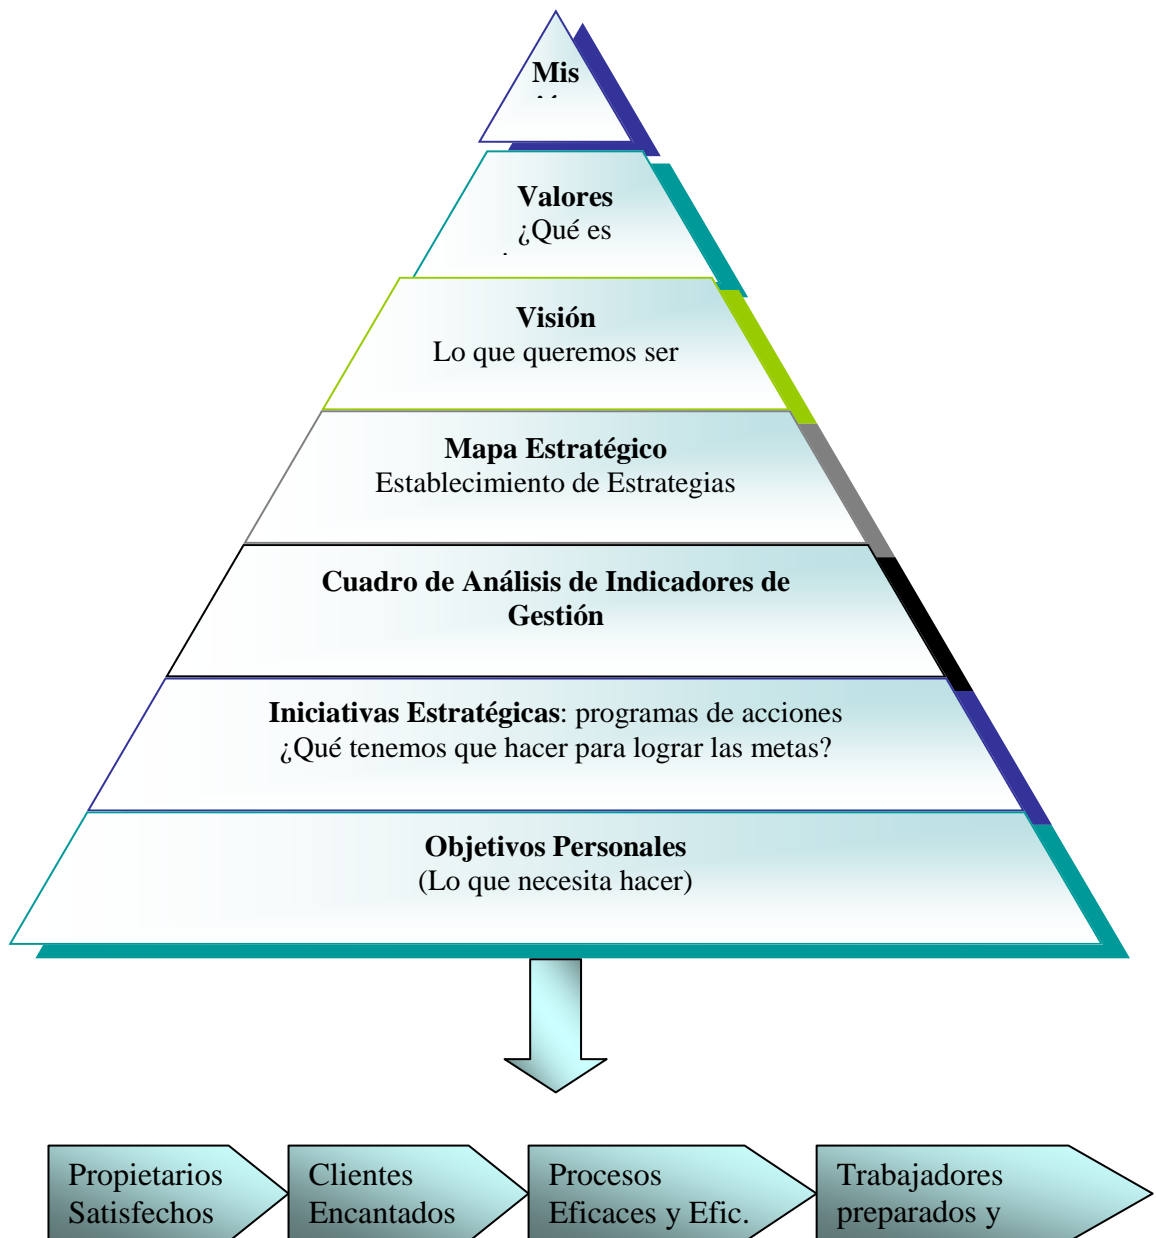 Mis
Valores
¿Qué es
Visión
Lo que queremos ser
Mapa Estratégico
Establecimiento de Estrategias
Cuadro de Análisis de Indicadores de
Gestión
Iniciativas Estratégicas: programas de acciones
¿Qué tenemos que hacer para lograr las metas?
Objetivos Personales
(Lo que necesita hacer)
Propietarios
Satisfechos
Clientes
Encantados
Procesos
Eficaces y Efic.
Trabajadores
preparados y